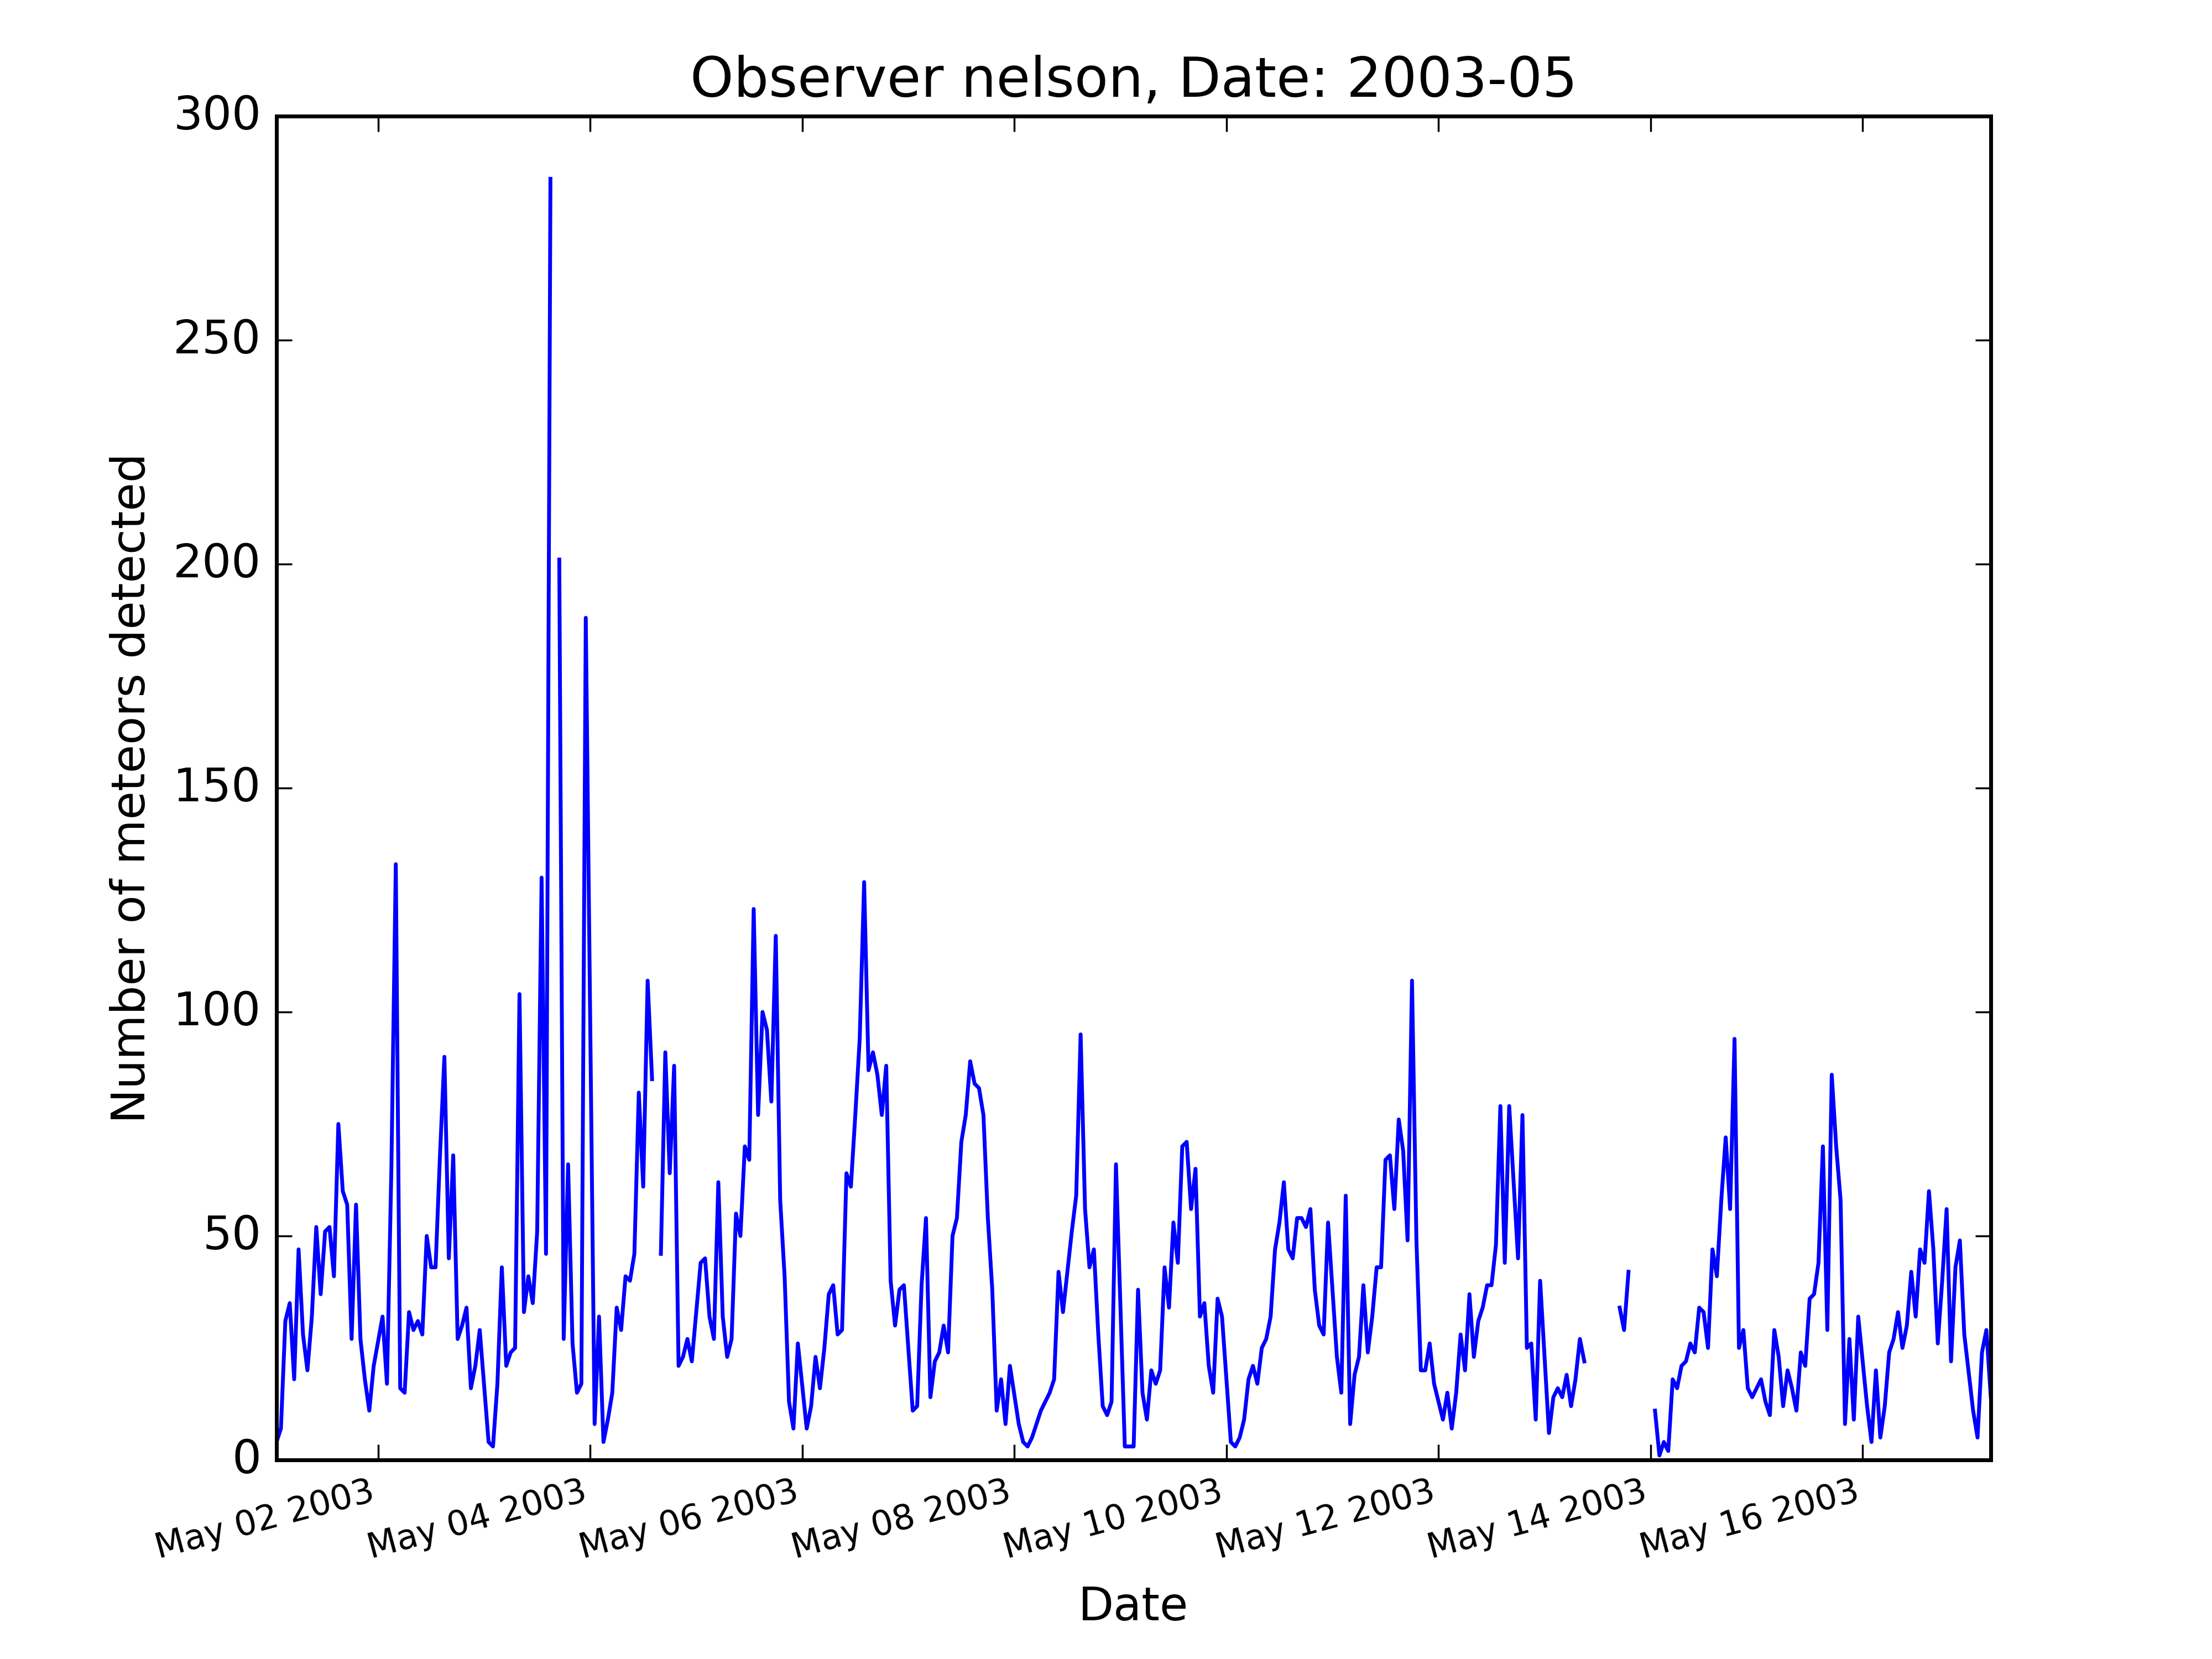 Observer nelson, Date: 2003-05
300
250
200
150
100
50
0
Number of meteors detected
May 02 2003
May 04 2003
May 06 2003
May 08 2003
May 10 2003
May 12 2003
May 14 2003
May 16 2003
Date